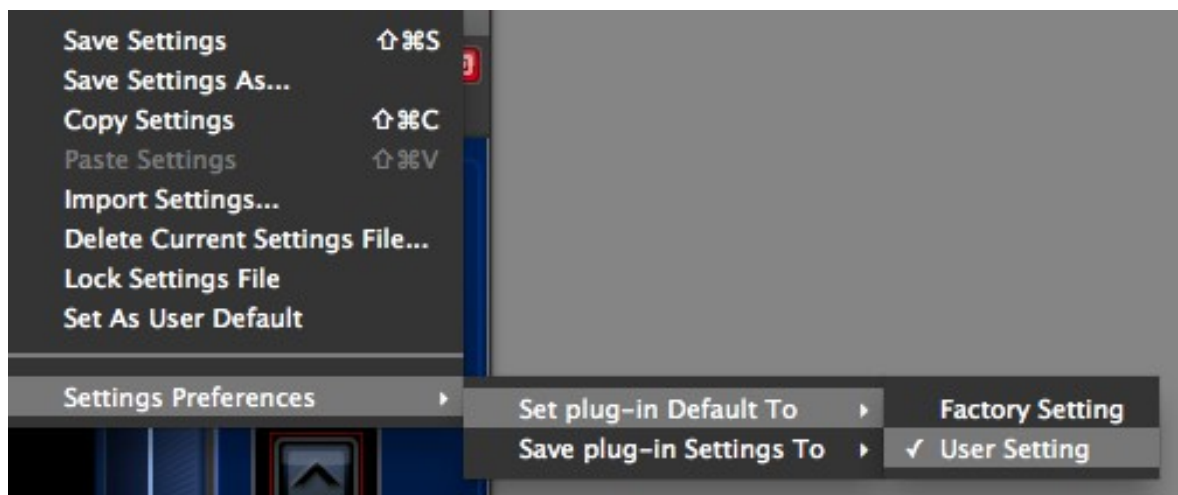 Save Settings ⇧⌘S
Save Settings As...
Copy Settings ⇧⌘C
Paste Settings ⇧⌘V
Import Settings...
Delete Current Settings File...
Lock Settings File
Set As User Default
Settings Preferences
Set plug-in Default To
Factory Setting
Save plug-in Settings To
✓ User Setting